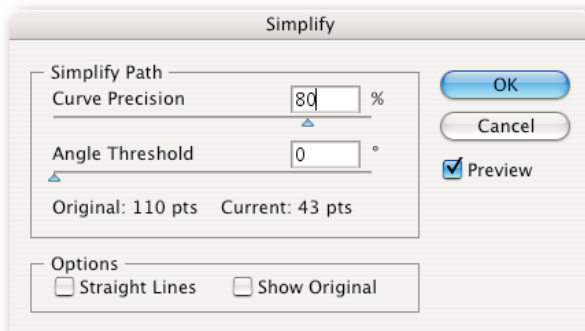 Simplify
Simplify Path
Curve Precision 80 %
Angle Threshold 0 °
Original: 110 pts Current: 43 pts
OK
Cancel
Preview
Options
Straight Lines Show Original